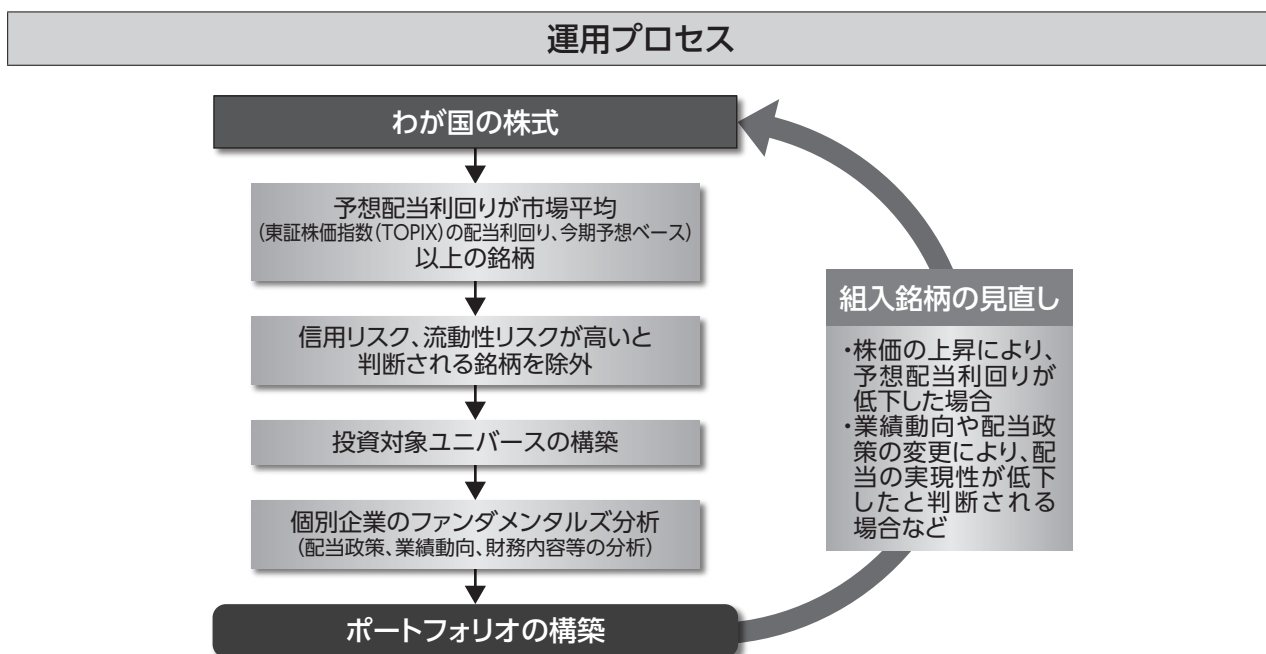 運用プロセス
わが国の株式
予想配当利回りが市場平均
(東証株価指数(TOPIX)の配当利回り、今期予想ベース)
以上の銘柄
信用リスク、流動性リスクが高いと
判断される銘柄を除外
投資対象ユニバースの構築
個別企業のファンダメンタルズ分析
(配当政策、業績動向、財務内容等の分析)
ポートフォリオの構築
組入銘柄の見直し
・株価の上昇により、
予想配当利回りが
低下した場合
・業績動向や配当政
策の変更により、配
当の実現性が低下
したと判断される
場合など